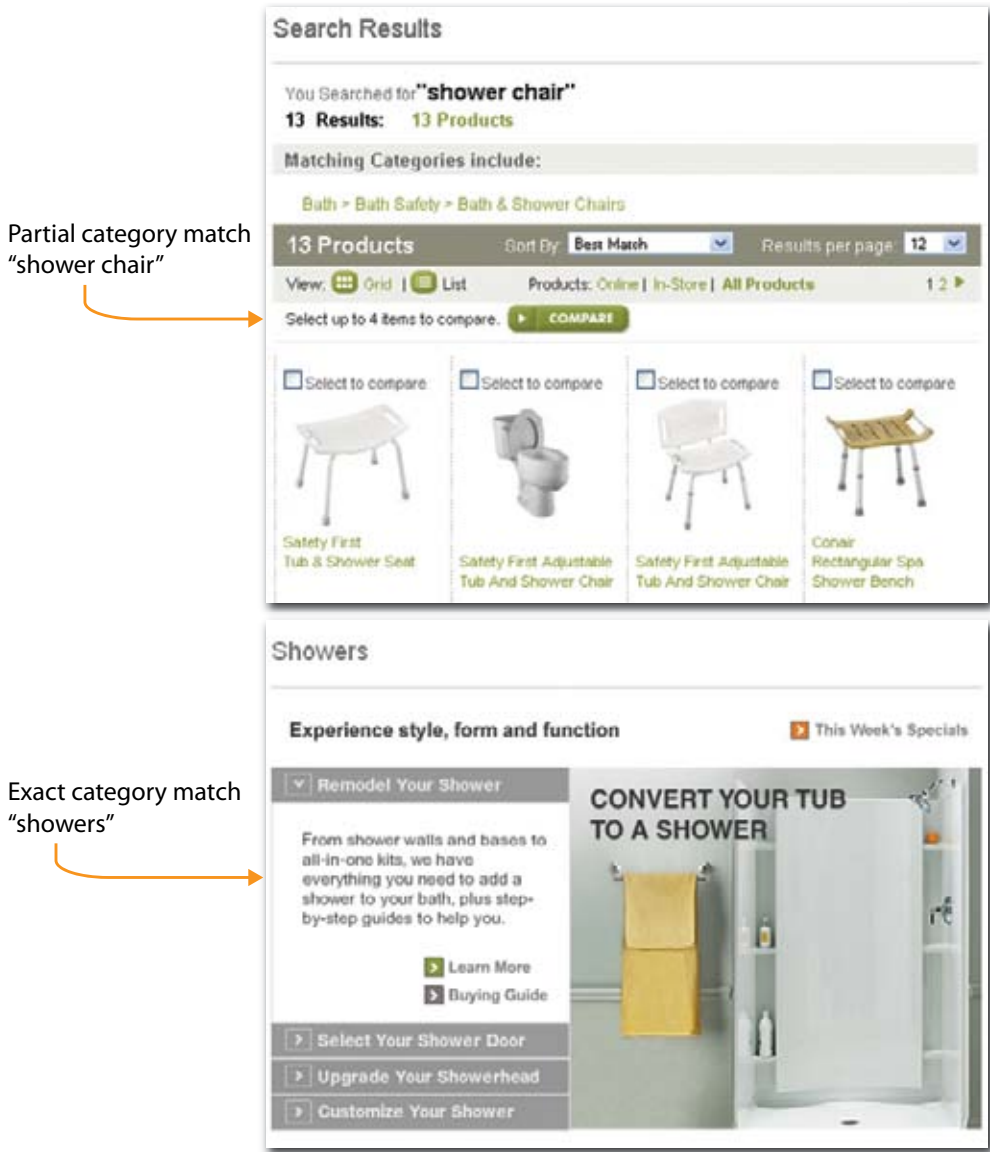 Search Results
You Searched for "shower chair"
13 Results: 13 Products
Matching Categories include:
Bath > Bath Safety > Bath & Shower Chairs
Partial category match
“shower chair”
13 Products Sort By: Best Match Results per page: 12
View: Grid | List Products: Online | In-Store | All Products 1 2
Select up to 4 items to compare. COMPARE
Select to compare Select to compare Select to compare Select to compare
Safety First
Tub & Shower Seat
Safety First Adjustable
Tub And Shower Chair
Safety First Adjustable
Tub And Shower Chair
Conair
Rectangular Spa
Shower Bench
Showers
Experience style, form and function This Week's Specials
Exact category match
“showers”
Remodel Your Shower
From shower walls and bases to
all-in-one kits, we have
everything you need to add a
shower to your bath, plus step-
by-step guides to help you.
Learn More
Buying Guide
Select Your Shower Door
Upgrade Your Showerhead
Customize Your Shower
CONVERT YOUR TUB
TO A SHOWER